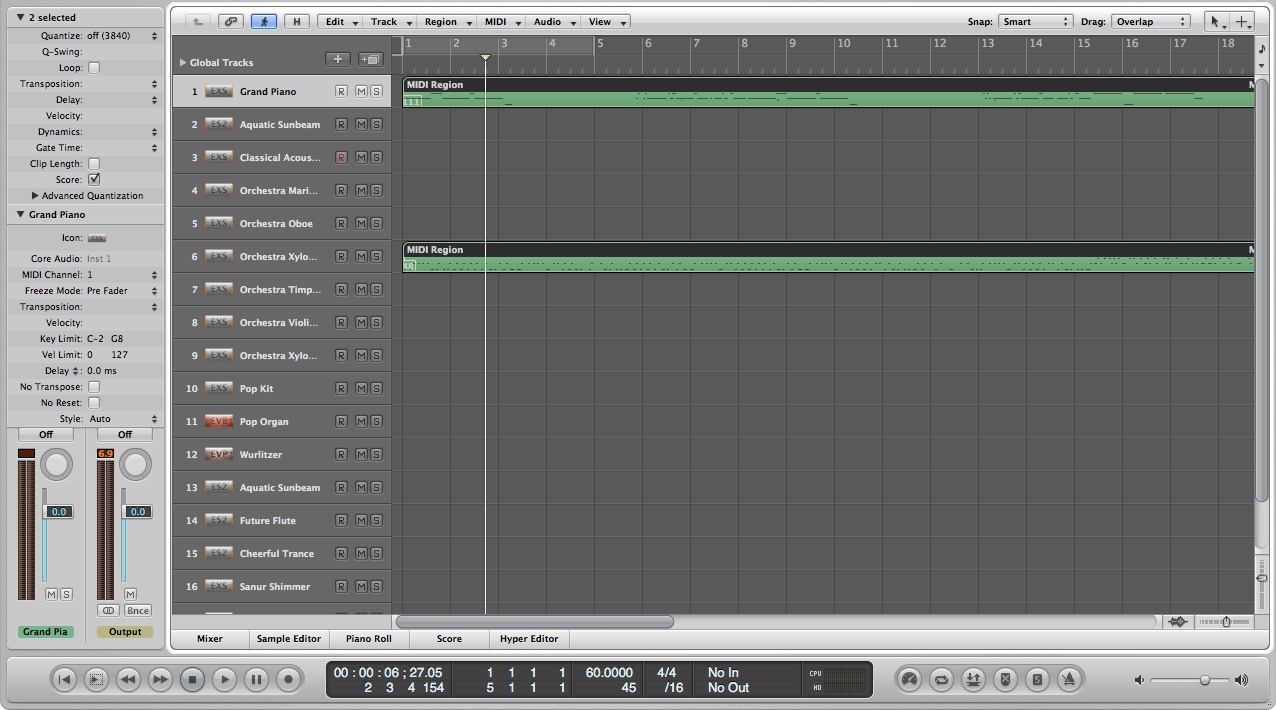 2 selected
Quantize: off (3840)
Q-Swing:
Loop:
Transposition:
Delay:
Velocity:
Dynamics:
Gate Time:
Clip Length:
Score:
Advanced Quantization
Grand Piano
Icon: EXS
Core Audio: Inst 1
MIDI Channel: 1
Freeze Mode: Pre Fader
Transposition:
Velocity:
Key Limit: C-2 G8
Vel Limit: 0 127
Delay : 0.0 ms
No Transpose:
No Reset:
Style: Auto
Off Off
6.9
0.0 0.0
M S M
Bnce
Grand Pia Output
H Edit Track Region MIDI Audio View Snap: Smart Drag: Overlap
Global Tracks
1 2 3 4 5 6 7 8 9 10 11 12 13 14 15 16 17 18
1 EXS Grand Piano R M S
2 ES2 Aquatic Sunbeam R M S
3 EXS Classical Acous... R M S
4 EXS Orchestra Mari... R M S
5 EXS Orchestra Oboe R M S
6 EXS Orchestra Xylo... R M S
7 EXS Orchestra Timp... R M S
8 EXS Orchestra Violi... R M S
9 EXS Orchestra Xylo... R M S
10 EXS Pop Kit R M S
11 EVB Pop Organ R M S
12 EVP Wurlitzer R M S
13 ES2 Aquatic Sunbeam R M S
14 ES2 Future Flute R M S
15 ES2 Cheerful Trance R M S
16 EXS Sanur Shimmer R M S
MIDI Region M
MIDI Region M
Mixer Sample Editor Piano Roll Score Hyper Editor
00 : 00 : 06 ; 27.05 1 1 1 1 60.0000 4/4 No In CPU
2 3 4 154 5 1 1 1 45 /16 No Out HD
S